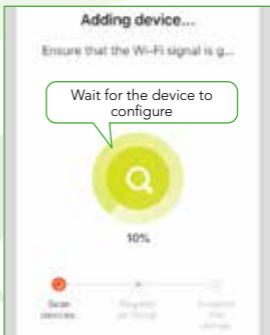 Adding device...
Ensure that the Wi-Fi signal is g...
Wait for the device to
configure
10%
Scan
devices.